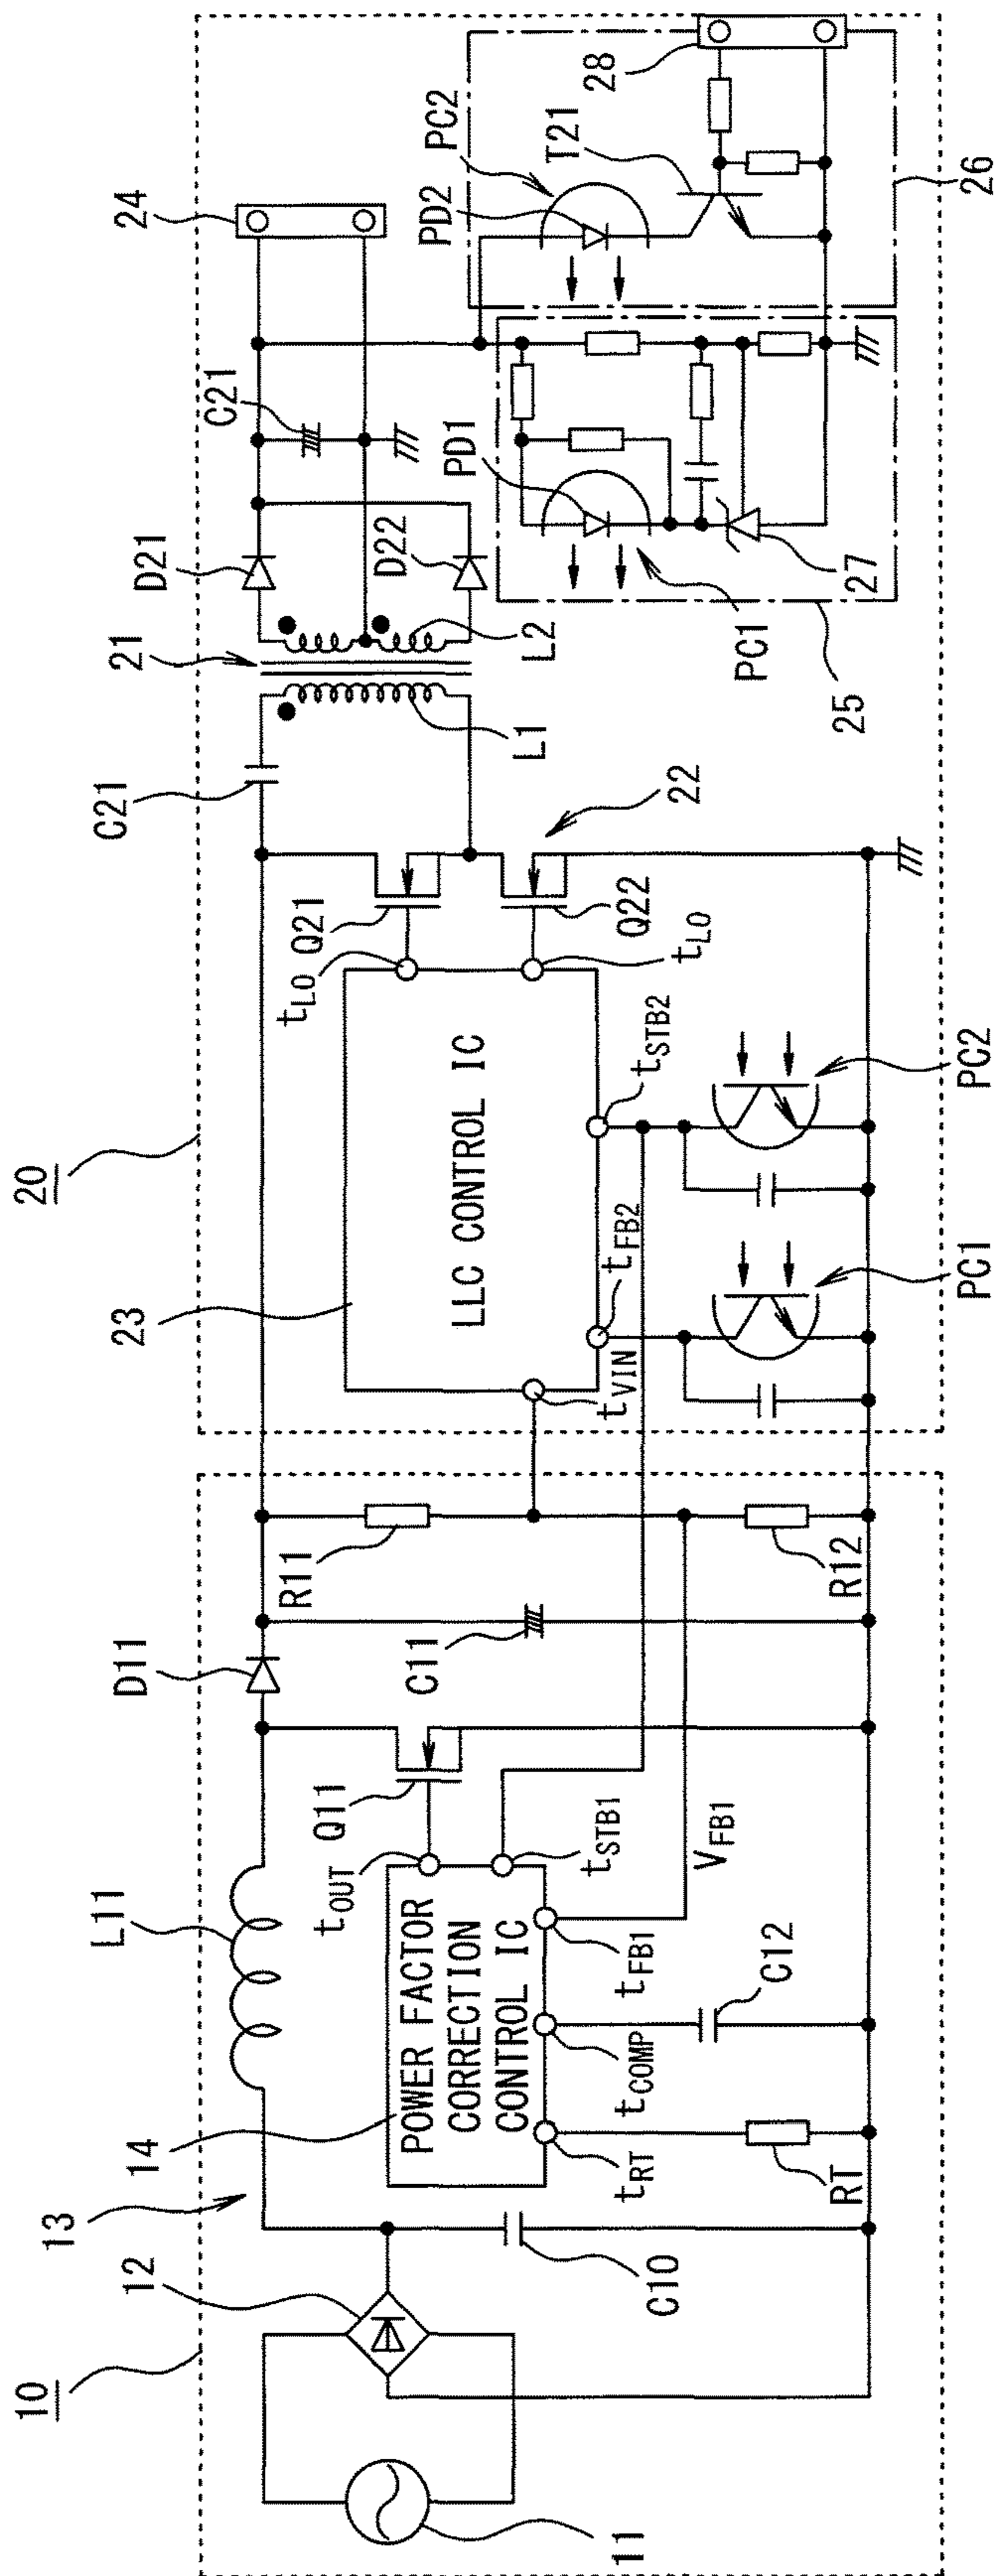 10
20
13
12
14
L11
D11
23
C21
21
D21
24
C21
tLO
Q21
D22
R11
Q11
tOUT
C11
POWER FACTOR
CORRECTION
CONTROL IC
LLC CONTROL IC
L1
L2
PD1
PD2
PC2
T21
28
11
C10
tRT
tCOMP
tFB1
tSTB1
VFB1
tVIN
tFB2
tSTB2
Q22
tLO
22
PC1
25
27
26
RT
C12
R12
PC1
PC2